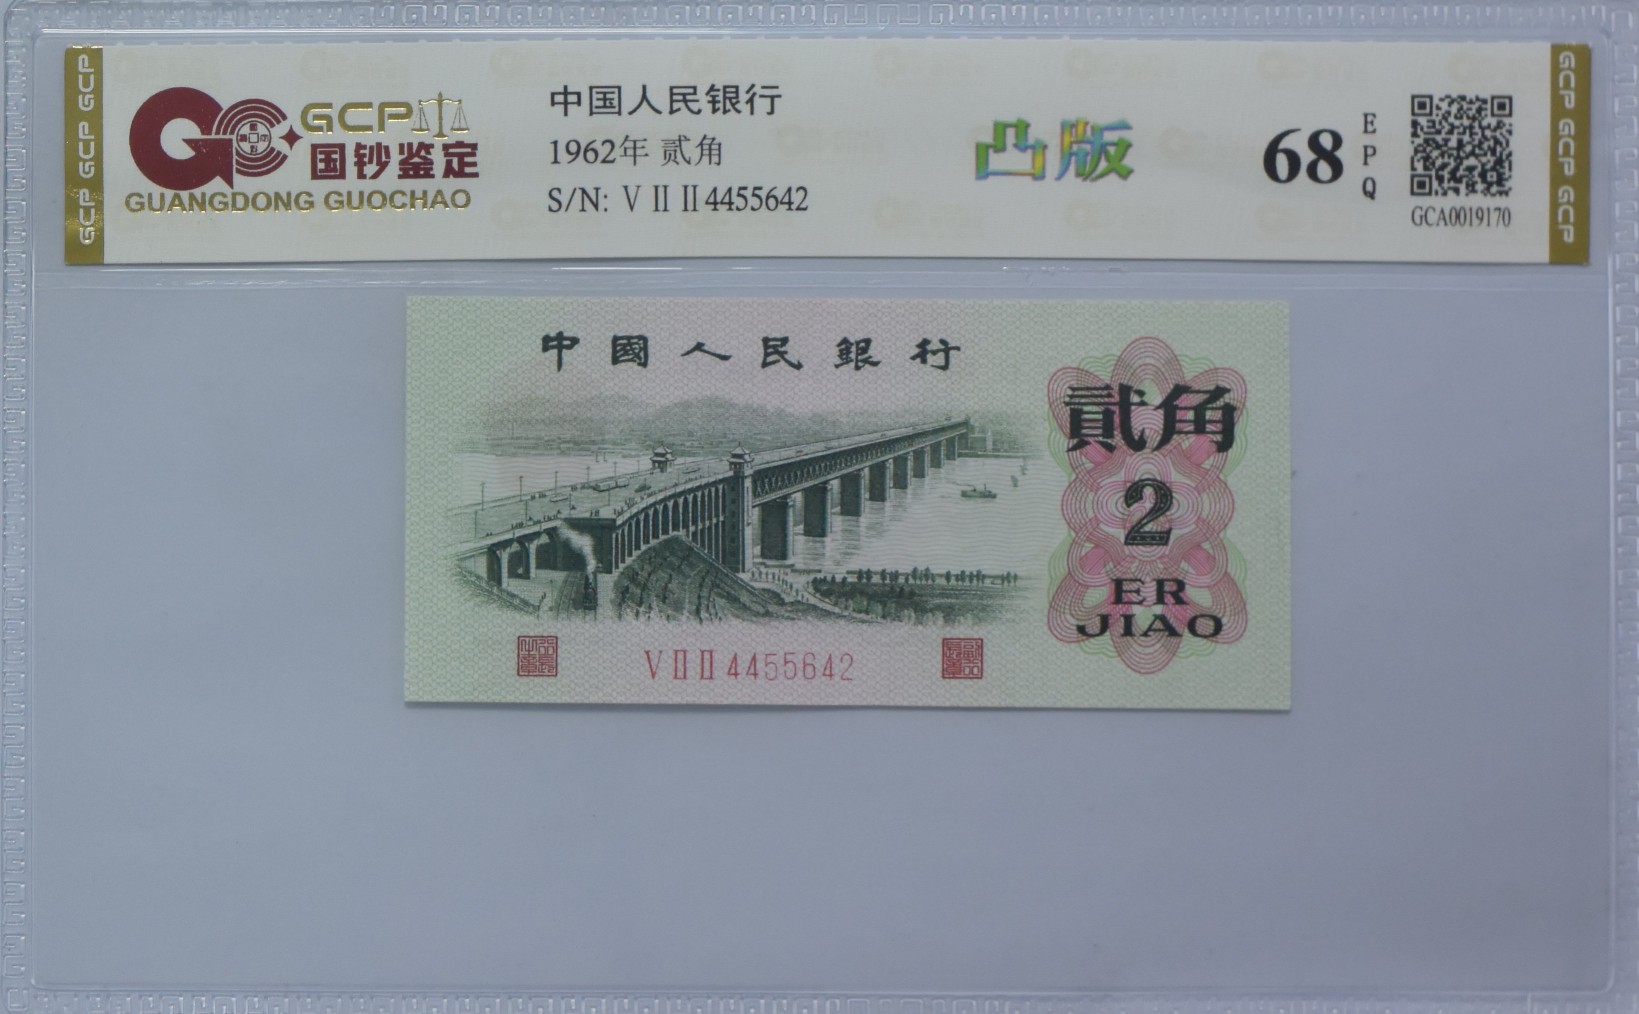 GCP GCP GCP
GCP
国钞鉴定
GUANGDONG GUOCHAO
中国人民银行
1962年 贰角
S/N: V II II 4455642
凸版
68
EPQ
GCA0019170
GCP GCP GCP
中國人民銀行
貳角
2
ER
JIAO
V II II 4455642